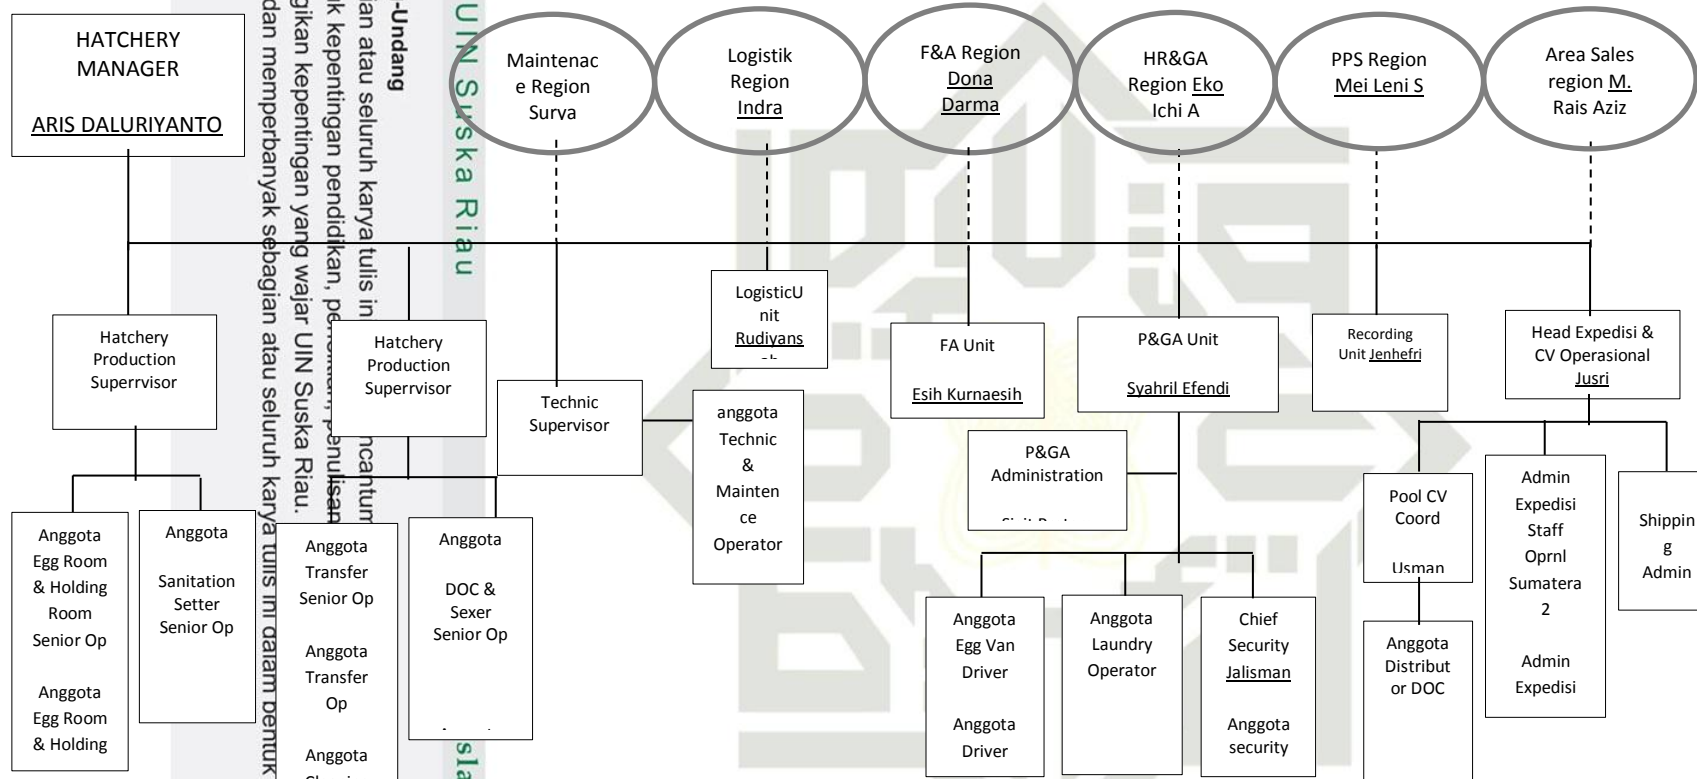 HATCHERY
MANAGER
ARIS DALURIYANTO
Maintenac
e Region
Surya
Logistik
Region
Indra
F&A Region
Dona
Darma
HR&GA
Region Eko
Ichi A
PPS Region
Mei Leni S
Area Sales
region M.
Rais Aziz
Hatchery
Production
Superrvisor
Hatchery
Production
Superrvisor
Technic
Supervisor
anggota
Technic
&
Mainten
ce
Operator
LogisticU
nit
Rudiyans
FA Unit
Esih Kurnaesih
P&GA Unit
Syahril Efendi
P&GA
Administration
Recording
Unit Jenhefri
Head Expedisi &
CV Operasional
Jusri
Anggota
Egg Room
& Holding
Room
Senior Op
Anggota
Egg Room
& Holding
Anggota
Sanitation
Setter
Senior Op
Anggota
Transfer
Senior Op
Anggota
Transfer
Op
Anggota
Anggota
DOC &
Sexer
Senior Op
Anggota
Egg Van
Driver
Anggota
Driver
Anggota
Laundry
Operator
Chief
Security
Jalisman
Anggota
security
Pool CV
Coord
Usman
Anggota
Distribut
or DOC
Admin
Expedisi
Staff
Oprnl
Sumatera
2
Admin
Expedisi
Shippin
g
Admin
UIN Suska Riau
-Undang
ian atau seluruh karya tulis in
ncantum
k kepentingan pendidikan, pe
penulisan
gikan kepentingan yang wajar UIN Suska Riau.
dan memperbanyak sebagian atau seluruh karya tulis ini dalam bentuk
sla